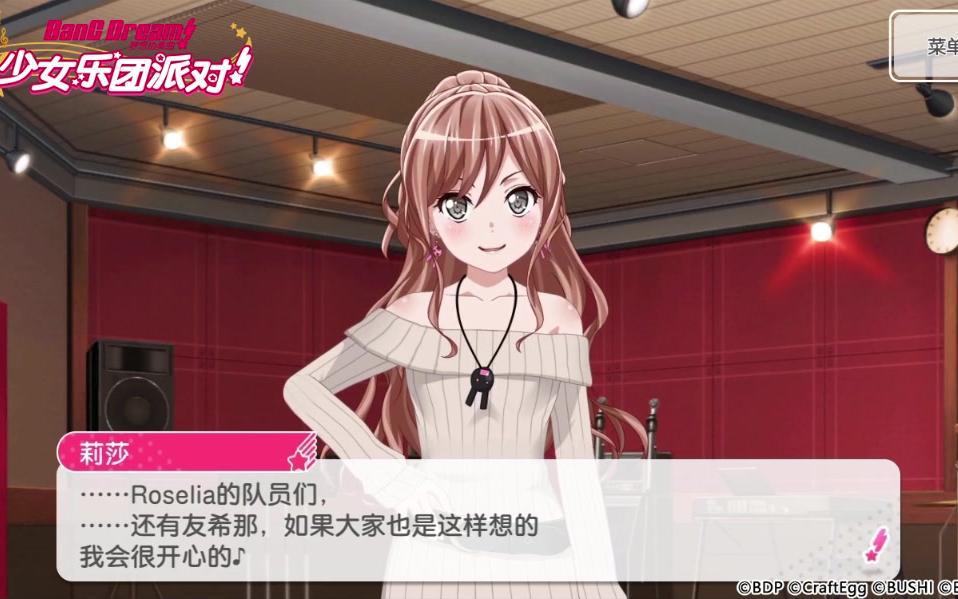 BanG Dream!
少女乐团派对!
菜单
莉莎
……Roselia的队员们，
……还有友希那，如果大家也是这样想的
我会很开心的♪
©BDP ©CraftEgg ©BUSHI ©